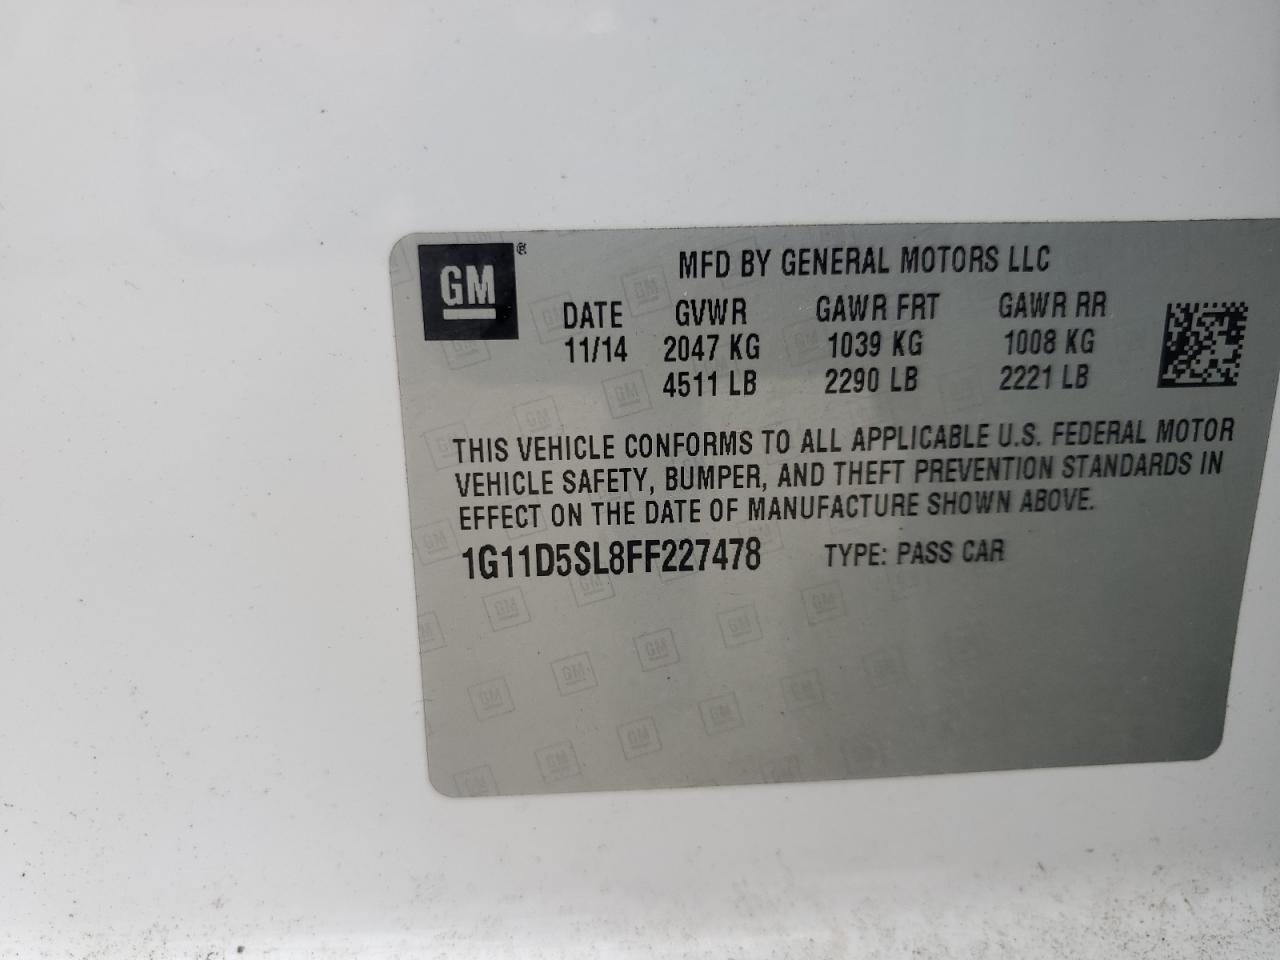 GM®
MFD BY GENERAL MOTORS LLC
DATE GVWR GAWR FRT GAWR RR
11/14 2047 KG 1039 KG 1008 KG
4511 LB 2290 LB 2221 LB
THIS VEHICLE CONFORMS TO ALL APPLICABLE U.S. FEDERAL MOTOR
VEHICLE SAFETY, BUMPER, AND THEFT PREVENTION STANDARDS IN
EFFECT ON THE DATE OF MANUFACTURE SHOWN ABOVE.
1G11D5SL8FF227478 TYPE: PASS CAR